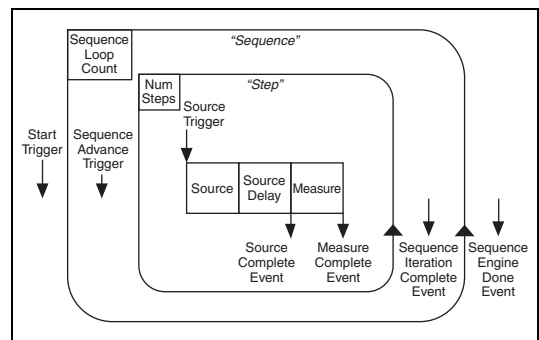 Sequence
Loop
Count
“Sequence”
Num
Steps
“Step”
Source
Trigger
Start
Trigger
Sequence
Advance
Trigger
Source
Source
Delay
Measure
Source
Complete
Event
Measure
Complete
Event
Sequence
Iteration
Complete
Event
Sequence
Engine
Done
Event